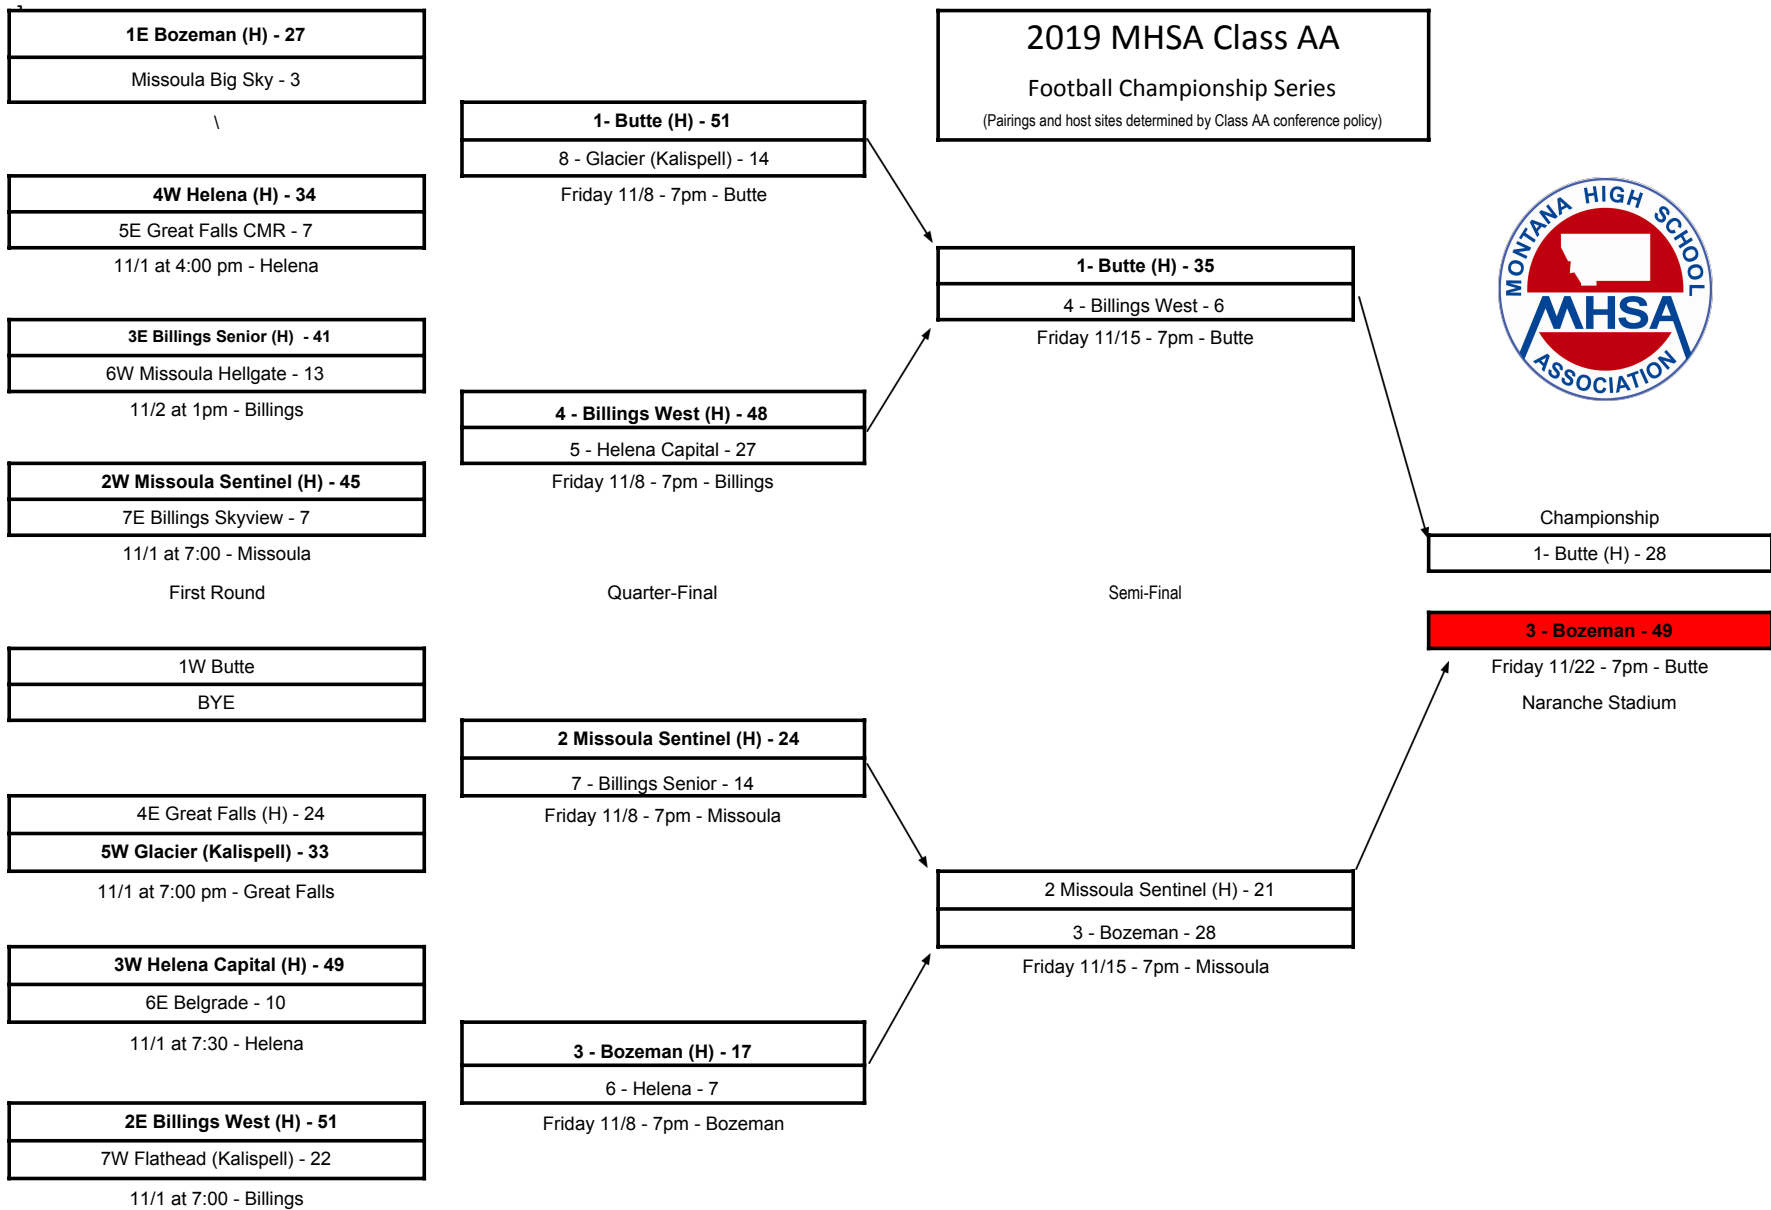 1E Bozeman (H) - 27
Missoula Big Sky - 3
\
4W Helena (H) - 34
5E Great Falls CMR - 7
11/1 at 4:00 pm - Helena
3E Billings Senior (H) - 41
6W Missoula Hellgate - 13
11/2 at 1pm - Billings
2W Missoula Sentinel (H) - 45
7E Billings Skyview - 7
11/1 at 7:00 - Missoula
First Round
1W Butte
BYE
4E Great Falls (H) - 24
5W Glacier (Kalispell) - 33
11/1 at 7:00 pm - Great Falls
3W Helena Capital (H) - 49
6E Belgrade - 10
11/1 at 7:30 - Helena
2E Billings West (H) - 51
7W Flathead (Kalispell) - 22
11/1 at 7:00 - Billings
1- Butte (H) - 51
8 - Glacier (Kalispell) - 14
Friday 11/8 - 7pm - Butte
4 - Billings West (H) - 48
5 - Helena Capital - 27
Friday 11/8 - 7pm - Billings
Quarter-Final
2 Missoula Sentinel (H) - 24
7 - Billings Senior - 14
Friday 11/8 - 7pm - Missoula
3 - Bozeman (H) - 17
6 - Helena - 7
Friday 11/8 - 7pm - Bozeman
2019 MHSA Class AA
Football Championship Series
(Pairings and host sites determined by Class AA conference policy)
1- Butte (H) - 35
4 - Billings West - 6
Friday 11/15 - 7pm - Butte
Semi-Final
2 Missoula Sentinel (H) - 21
3 - Bozeman - 28
Friday 11/15 - 7pm - Missoula
MONTANA HIGH SCHOOL
MHSA
ASSOCIATION
Championship
1- Butte (H) - 28
3 - Bozeman - 49
Friday 11/22 - 7pm - Butte
Naranche Stadium